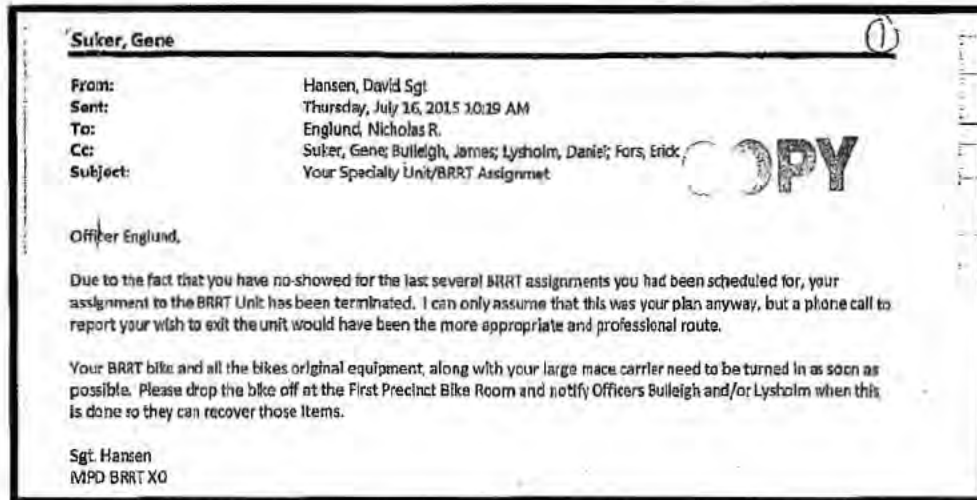 Suker, Gene
1
From: Hansen, David Sgt
Sent: Thursday, July 16, 2015 10:19 AM
To: Englund, Nicholas R.
Cc: Suker, Gene; Bulleigh, James; Lysholm, Daniel; Fors, Erick
Subject: Your Specialty Unit/BRRT Assignmet
COPY
Officer Englund,
Due to the fact that you have no-showed for the last several BRRT assignments you had been scheduled for, your
assignment to the BRRT Unit has been terminated. I can only assume that this was your plan anyway, but a phone call to
report your wish to exit the unit would have been the more appropriate and professional route.
Your BRRT bike and all the bikes original equipment, along with your large mace carrier need to be turned in as soon as
possible. Please drop the bike off at the First Precinct Bike Room and notify Officers Bulleigh and/or Lysholm when this
is done so they can recover those items.
Sgt. Hansen
MPD BRRT XO